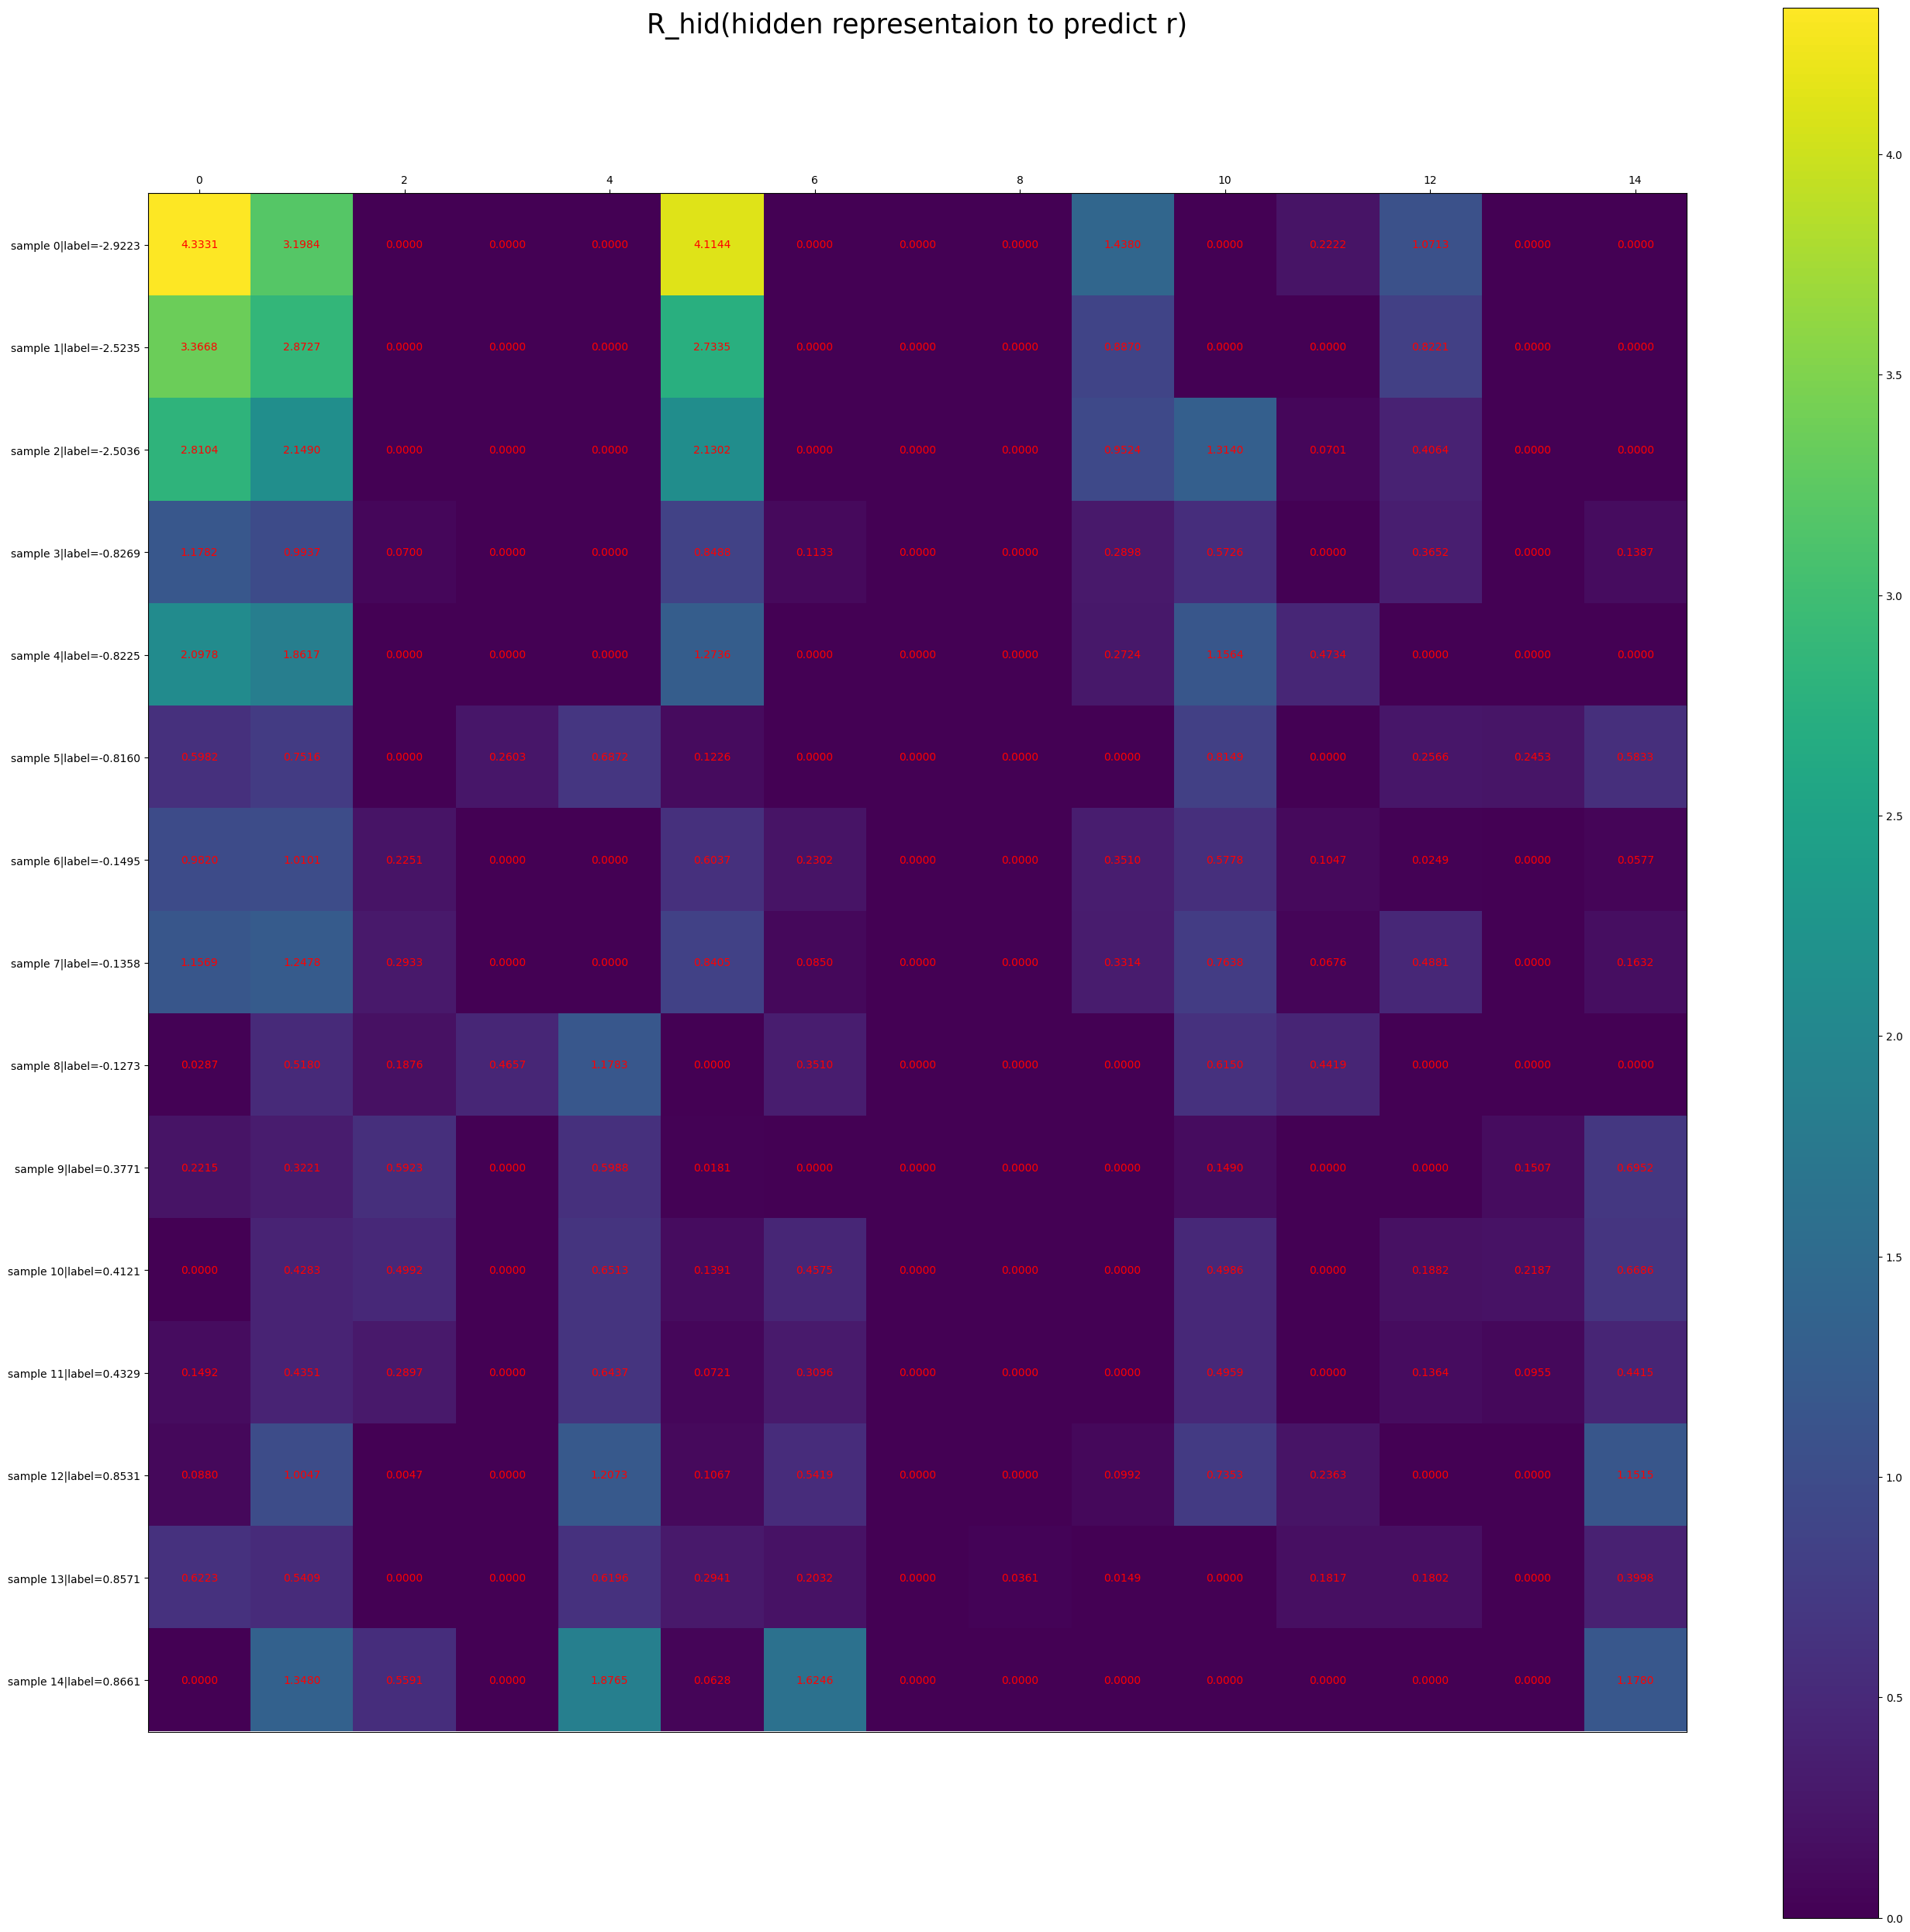 R_hid(hidden representaion to predict r)
0 2 4 6 8 10 12 14
sample 0|label=-2.9223 4.3331 3.1984 0.0000 0.0000 0.0000 4.1144 0.0000 0.0000 0.0000 1.4380 0.0000 0.2222 0.0000 0.0000
sample 1|label=-2.5235 3.3668 2.8727 0.0000 0.0000 0.0000 2.7335 0.0000 0.0000 0.0000 0.0000 0.0000 0.0000 0.0000
sample 2|label=-2.5036 2.8104 2.1490 0.0000 0.0000 0.0000 2.1302 0.0000 0.0000 0.0000 0.0701 0.4064 0.0000 0.0000
sample 3|label=-0.8269 0.0700 0.0000 0.0000 0.1133 0.0000 0.0000 0.2898 0.5726 0.0000 0.3652 0.0000 0.1387
sample 4|label=-0.8225 2.0978 1.8617 0.0000 0.0000 0.0000 0.0000 0.0000 0.0000 0.2724 0.4734 0.0000 0.0000 0.0000
sample 5|label=-0.8160 0.5982 0.0000 0.2603 0.1226 0.0000 0.0000 0.0000 0.0000 0.0000 0.2566 0.2453 0.5833
sample 6|label=-0.1495 0.2251 0.0000 0.0000 0.6037 0.2302 0.0000 0.0000 0.3510 0.5778 0.1047 0.0249 0.0000 0.0577
sample 7|label=-0.1358 0.2933 0.0000 0.0000 0.0850 0.0000 0.0000 0.3314 0.0676 0.4881 0.0000 0.1632
sample 8|label=-0.1273 0.0287 0.5180 0.1876 0.4657 0.0000 0.3510 0.0000 0.0000 0.0000 0.4419 0.0000 0.0000 0.0000
sample 9|label=0.3771 0.2215 0.3221 0.5923 0.0000 0.5988 0.0181 0.0000 0.0000 0.0000 0.0000 0.1490 0.0000 0.0000 0.1507
sample 10|label=0.4121 0.0000 0.4283 0.4992 0.0000 0.1391 0.4575 0.0000 0.0000 0.0000 0.4986 0.0000 0.1882 0.2187
sample 11|label=0.4329 0.1492 0.4351 0.2897 0.0000 0.6437 0.0721 0.3096 0.0000 0.0000 0.0000 0.4959 0.0000 0.1364 0.0955 0.4415
sample 12|label=0.8531 0.0880 0.0047 0.0000 0.1067 0.5419 0.0000 0.0000 0.0992 0.2363 0.0000 0.0000
sample 13|label=0.8571 0.6223 0.5409 0.0000 0.0000 0.6196 0.2941 0.2032 0.0000 0.0361 0.0149 0.0000 0.1817 0.1802 0.0000 0.3998
sample 14|label=0.8661 0.0000 0.5591 0.0000 1.8765 0.0628 1.6246 0.0000 0.0000 0.0000 0.0000 0.0000 0.0000 0.0000
4.0
3.5
3.0
2.5
2.0
1.5
1.0
0.5
0.0